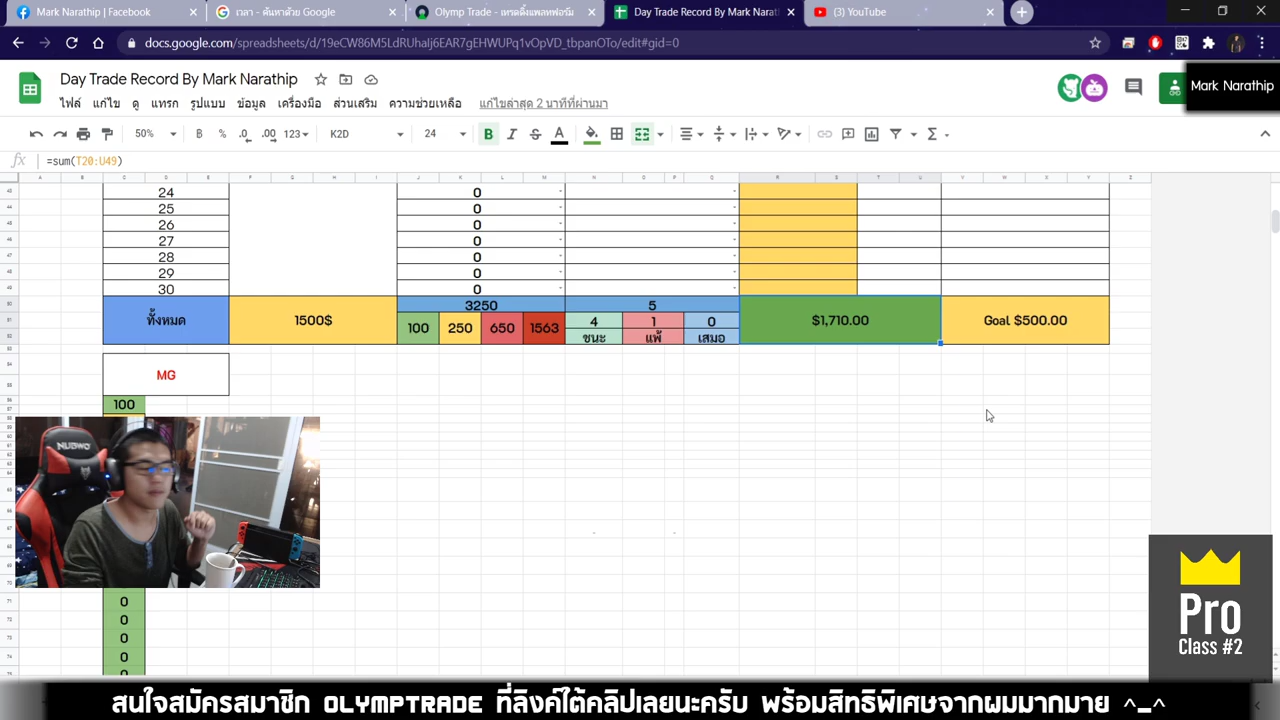 Mark Narathip | Facebook
เวลา - ค้นหาด้วย Google
Olymp Trade - เทรดดิ้งแพลทฟอร์ม
Day Trade Record By Mark Narat
(3) YouTube
docs.google.com/spreadsheets/d/19eCW86M5LdRUhaIj6EAR7gEHWUPq1vOpVD_tbpanOTo/edit#gid=0
Day Trade Record By Mark Narathip
Mark Narathip
ไฟล์ แก้ไข ดู แทรก รูปแบบ ข้อมูล เครื่องมือ ส่วนเสริม ความช่วยเหลือ แก้ไขล่าสุด 2 นาทีที่ผ่านมา
50% B % .0 .00 123 K2D 24 B I S A Σ
fx =sum(T20:U49)
24 0 - -
25 0 - -
26 0 - -
27 0 - -
28 0 - -
29 0 - -
30 0 - -
ทั้งหมด 1500$ 3250 5 $1,710.00 Goal $500.00
100 250 650 1563 4 1 0
ชนะ แพ้ เสมอ
MG
100
NUBWO
0
0
0
0
Pro
Class #2
สนใจสมัครสมาชิก OLYMPTRADE ที่ลิงค์ใต้คลิปเลยนะครับ พร้อมสิทธิพิเศษจากผมมากมาย ^_^